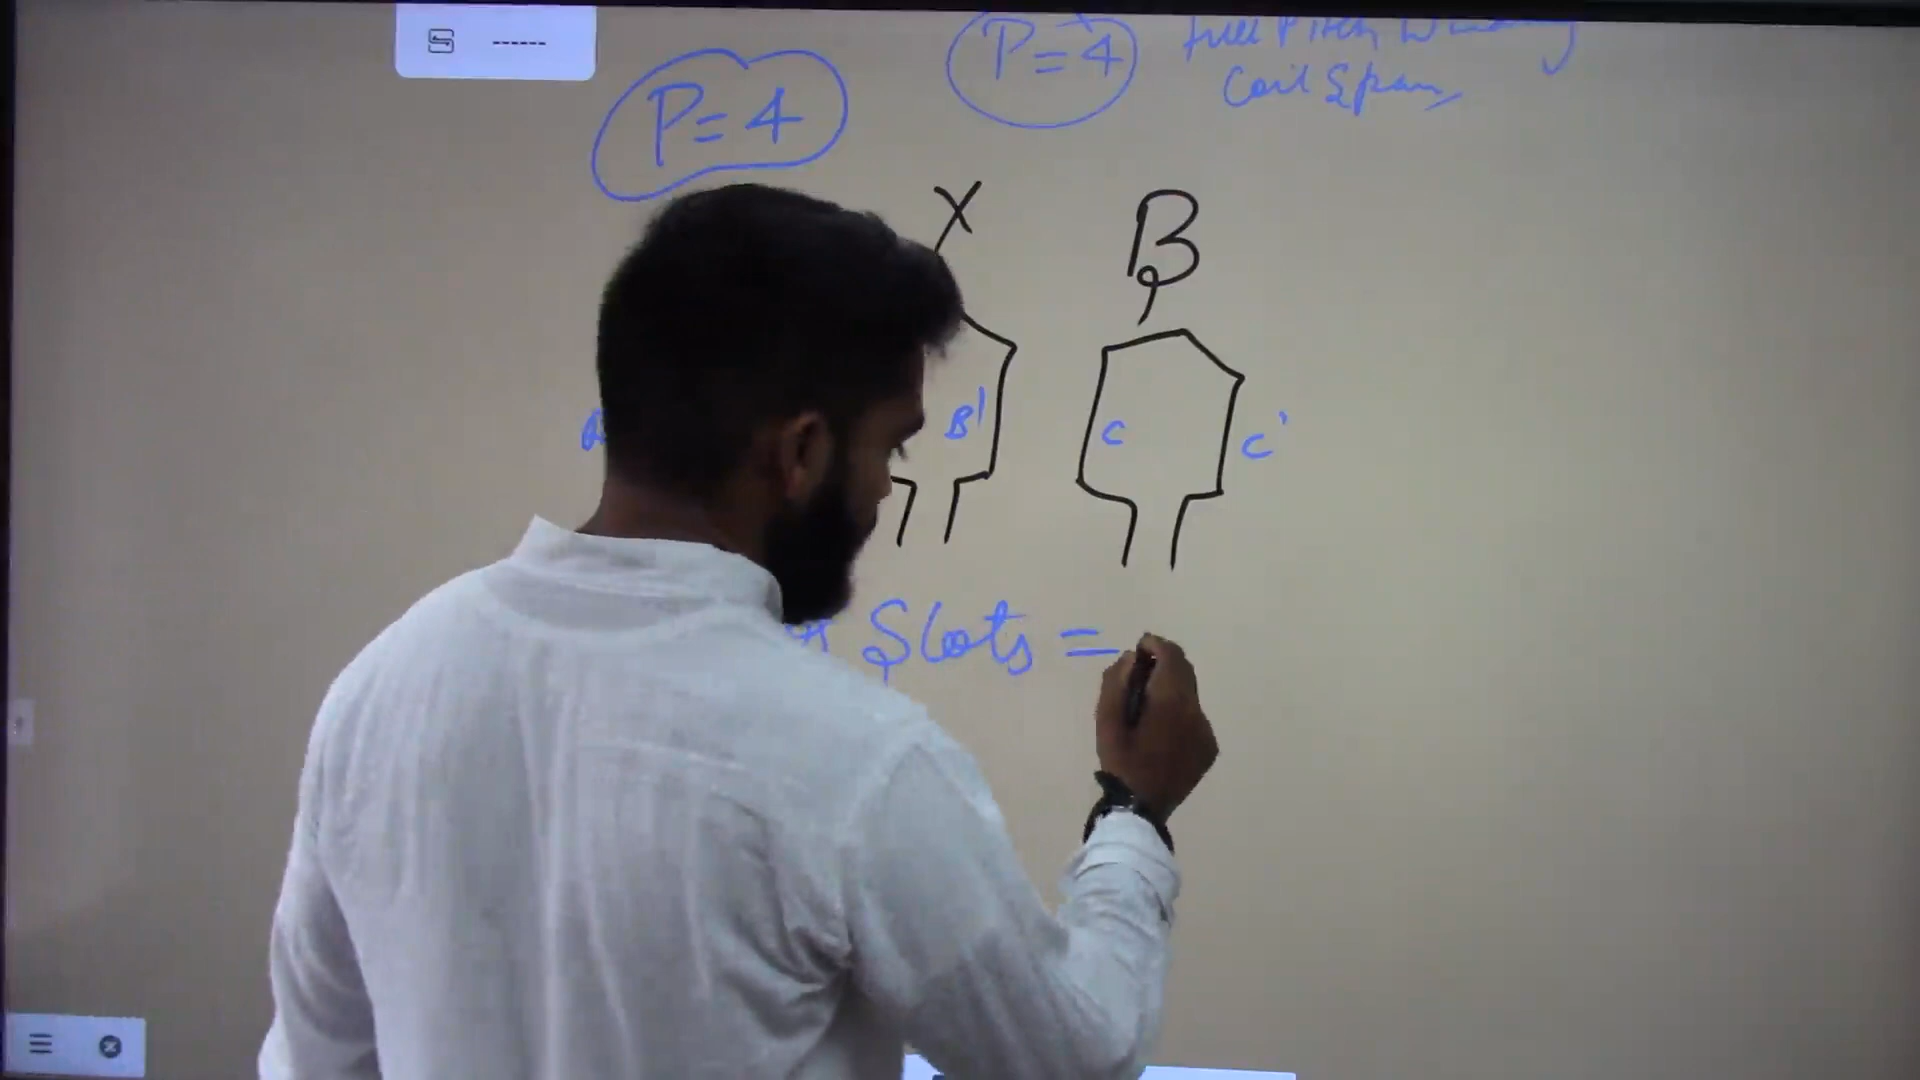 P=4
P=4
full Pitch Winding
Coil Span
Y B
B' C C'
Slots =